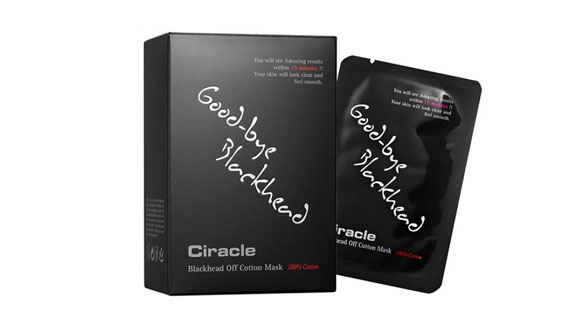 You will see Amazing results
within 15 minutes !!
Your skin will look clear and
feel smooth.
Good-bye
Blackhead
Ciracle
Blackhead Off Cotton Mask 100% Cotton
You will see Amazing results
within 15 minutes !!
Your skin will look clear and
feel smooth.
Good-bye
Blackhead
Ciracle
Blackhead Off Cotton Mask 100% Cotton